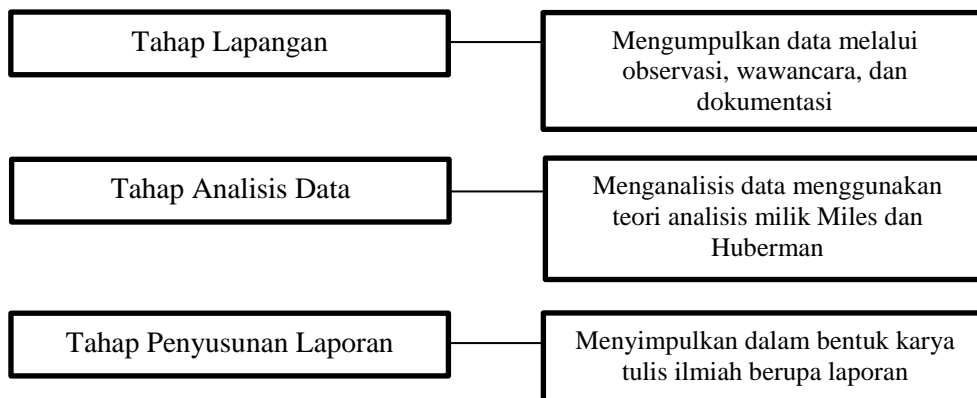 Tahap Lapangan
Mengumpulkan data melalui
observasi, wawancara, dan
dokumentasi
Tahap Analisis Data
Menganalisis data menggunakan
teori analisis milik Miles dan
Huberman
Tahap Penyusunan Laporan
Menyimpulkan dalam bentuk karya
tulis ilmiah berupa laporan